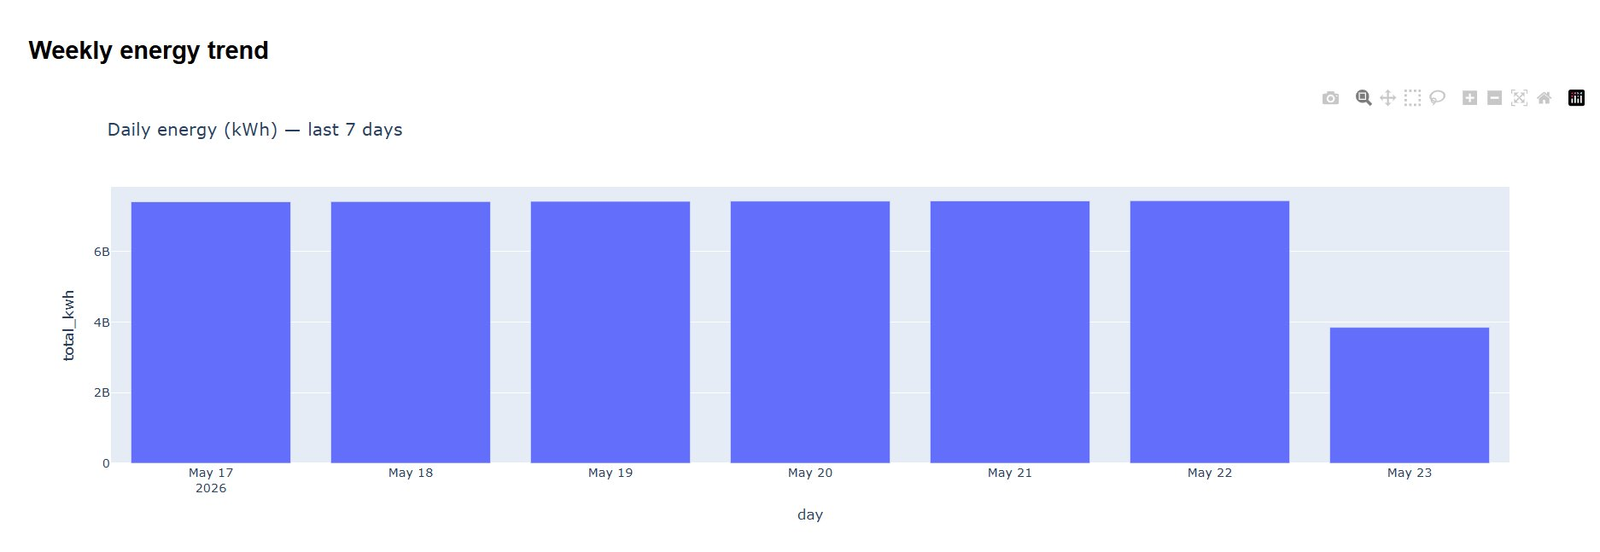 Weekly energy trend
Daily energy (kWh) — last 7 days
total_kwh
6B
4B
2B
0
May 17
2026
May 18
May 19
May 20
May 21
May 22
May 23
day